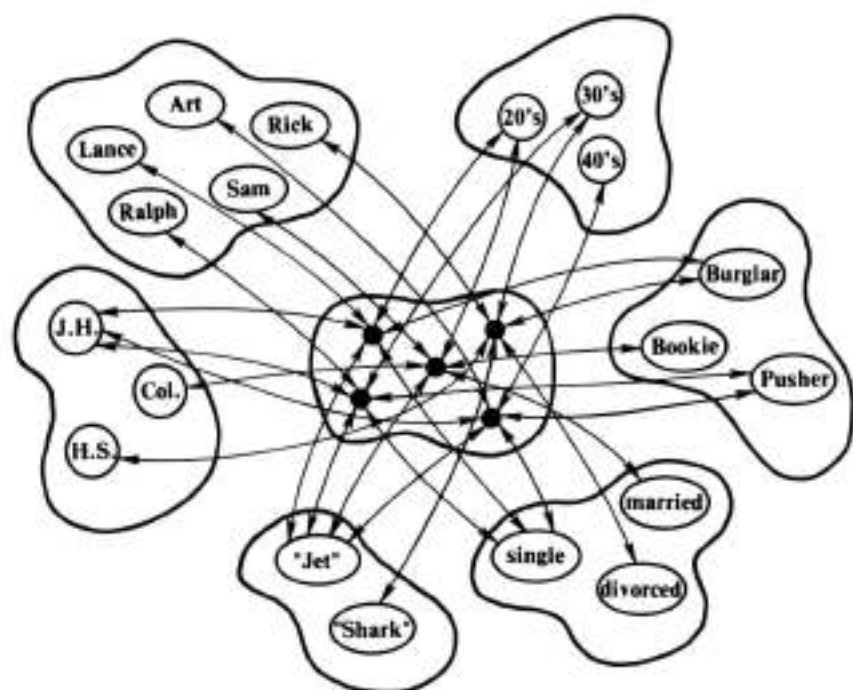 Art
Rick
Lance
Sam
Ralph
20's
30's
40's
Burglar
Bookie
Pusher
J.H.
Col.
H.S.
"Jet"
"Shark"
single
married
divorced